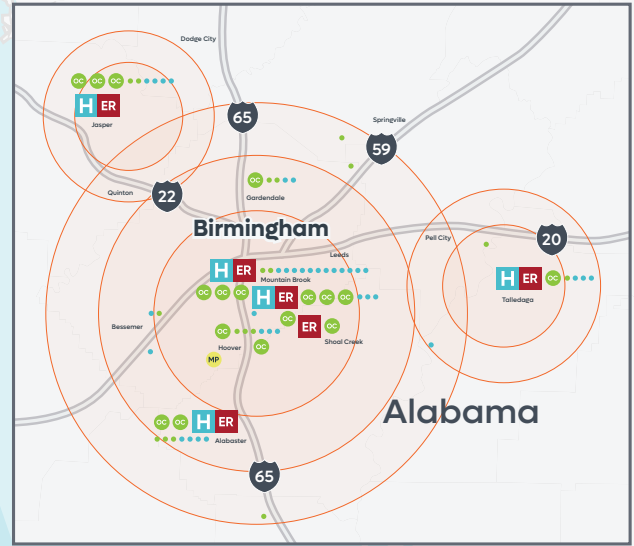 Dodge City
OC OC OC
H ER
Jasper
65
Springville
59
OC
Quinton
22
Gardendale
Birmingham
Pell City
20
Leeds
H ER
Mountain Brook
H ER OC
Talledaga
OC OC OC H ER OC OC OC
Bessemer
OC ER OC
OC
Shoal Creek
Hoover
OC
MP
Alabama
OC OC H ER
Alabaster
65